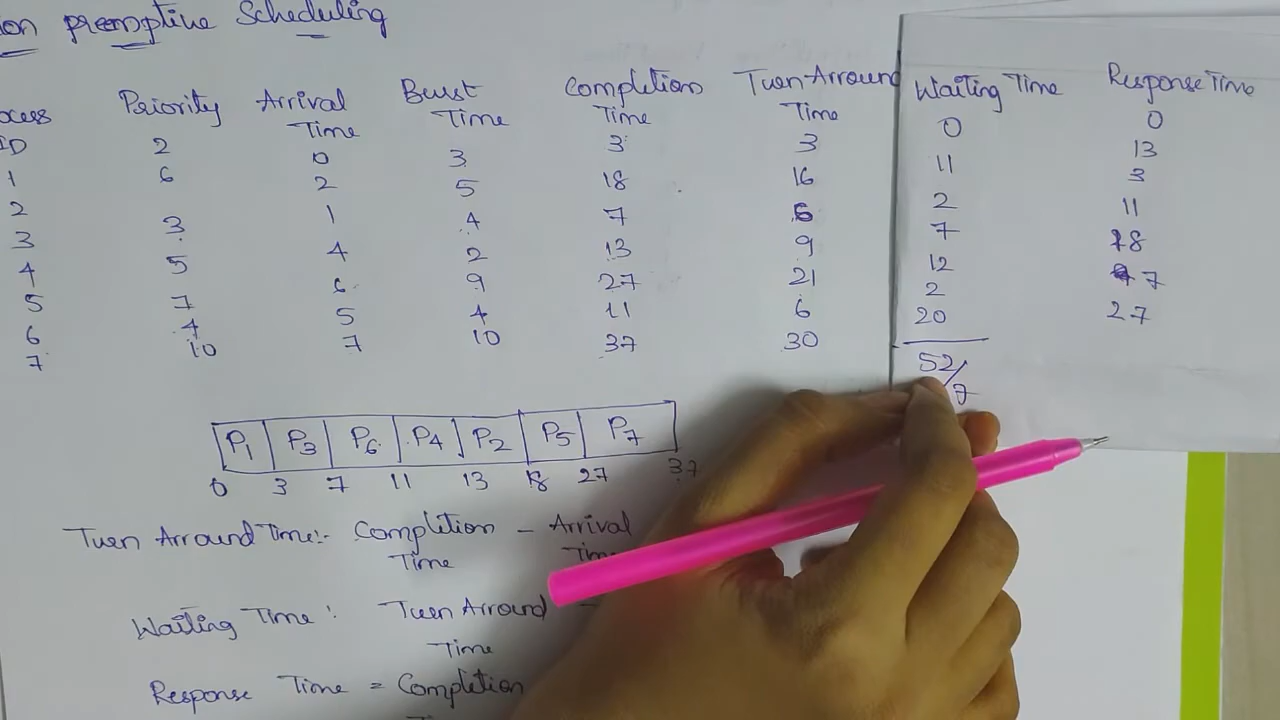 on preemptive Scheduling
ocess ID Priority Arrival Time Burst Time Completion Time Turn Arround Time Waiting Time Response Time
1 2 0 3 3 3 0 0
2 6 2 5 18 16 11 13
3 3 1 4 7 6 2 3
4 5 4 2 13 9 7 11
5 7 6 9 27 21 12 18
6 4 5 4 11 6 2 7
7 10 7 10 37 30 20 27
52/7
P1 P3 P6 P4 P2 P5 P7
0 3 7 11 13 18 27 37
Turn Arround Time:- Completion Time - Arrival Time
Waiting Time : Turn Arround Time -
Response Time = Completion